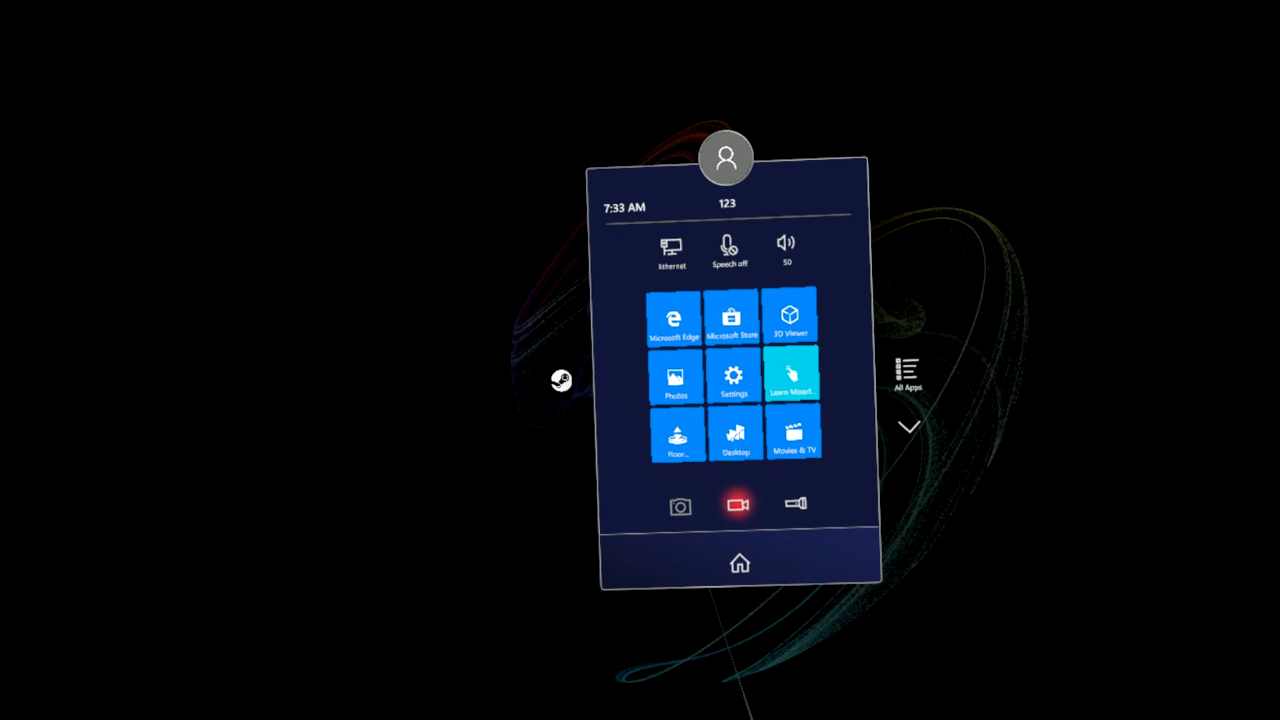 7:33 AM
123
Ethernet
Speech off
50
Microsoft Edge
Microsoft Store
3D Viewer
Photos
Settings
Learn Mixed...
Floor...
Desktop
Movies & TV
All Apps